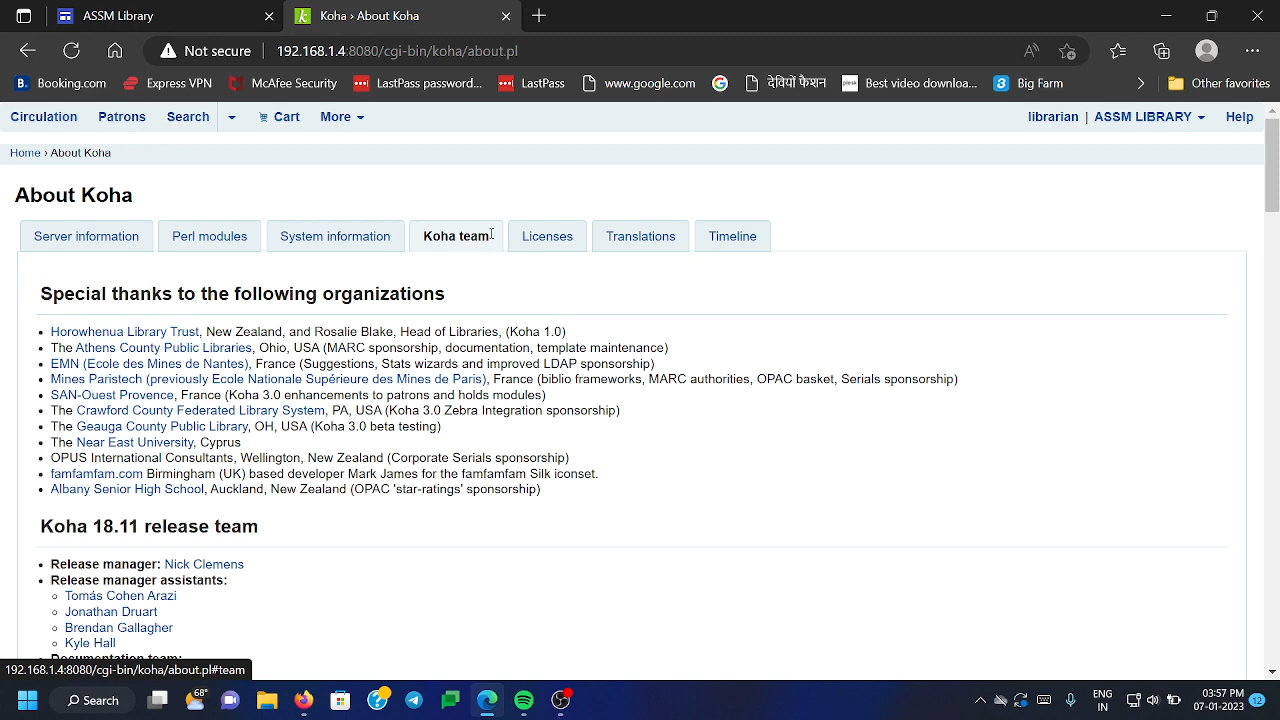 ASSM Library
Koha › About Koha
Not secure
192.168.1.4:8080/cgi-bin/koha/about.pl
Booking.com
Express VPN
McAfee Security
LastPass password...
LastPass
www.google.com
देवियो फैशन
Best video downloa...
Big Farm
Other favorites
Circulation
Patrons
Search
Cart
More
librarian | ASSM LIBRARY
Help
Home › About Koha
About Koha
Server information
Perl modules
System information
Koha team
Licenses
Translations
Timeline
Special thanks to the following organizations
Horowhenua Library Trust, New Zealand, and Rosalie Blake, Head of Libraries, (Koha 1.0)
The Athens County Public Libraries, Ohio, USA (MARC sponsorship, documentation, template maintenance)
EMN (Ecole des Mines de Nantes), France (Suggestions, Stats wizards and improved LDAP sponsorship)
Mines Paristech (previously Ecole Nationale Supérieure des Mines de Paris), France (biblio frameworks, MARC authorities, OPAC basket, Serials sponsorship)
SAN-Ouest Provence, France (Koha 3.0 enhancements to patrons and holds modules)
The Crawford County Federated Library System, PA, USA (Koha 3.0 Zebra Integration sponsorship)
The Geauga County Public Library, OH, USA (Koha 3.0 beta testing)
The Near East University, Cyprus
OPUS International Consultants, Wellington, New Zealand (Corporate Serials sponsorship)
famfamfam.com Birmingham (UK) based developer Mark James for the famfamfam Silk iconset.
Albany Senior High School, Auckland, New Zealand (OPAC 'star-ratings' sponsorship)
Koha 18.11 release team
Release manager: Nick Clemens
Release manager assistants:
Tomás Cohen Arazi
Jonathan Druart
Brendan Gallagher
Kyle Hall
Documentation team:
192.168.1.4:8080/cgi-bin/koha/about.pl#team
Search
68°
ENG
IN
03:57 PM
07-01-2023
12